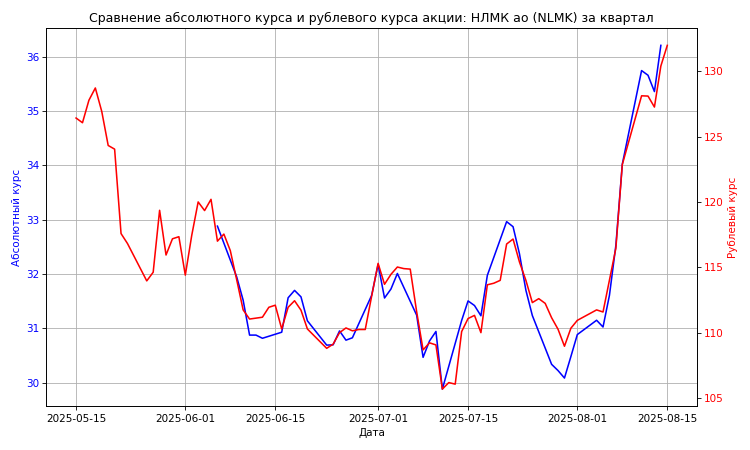 Сравнение абсолютного курса и рублевого курса акции: НЛМК ао (NLMK) за квартал
36
35
34
33
32
31
30
Абсолютный курс
130
125
120
115
110
105
Рублевый курс
2025-05-15 2025-06-01 2025-06-15 2025-07-01 2025-07-15 2025-08-01 2025-08-15
Дата